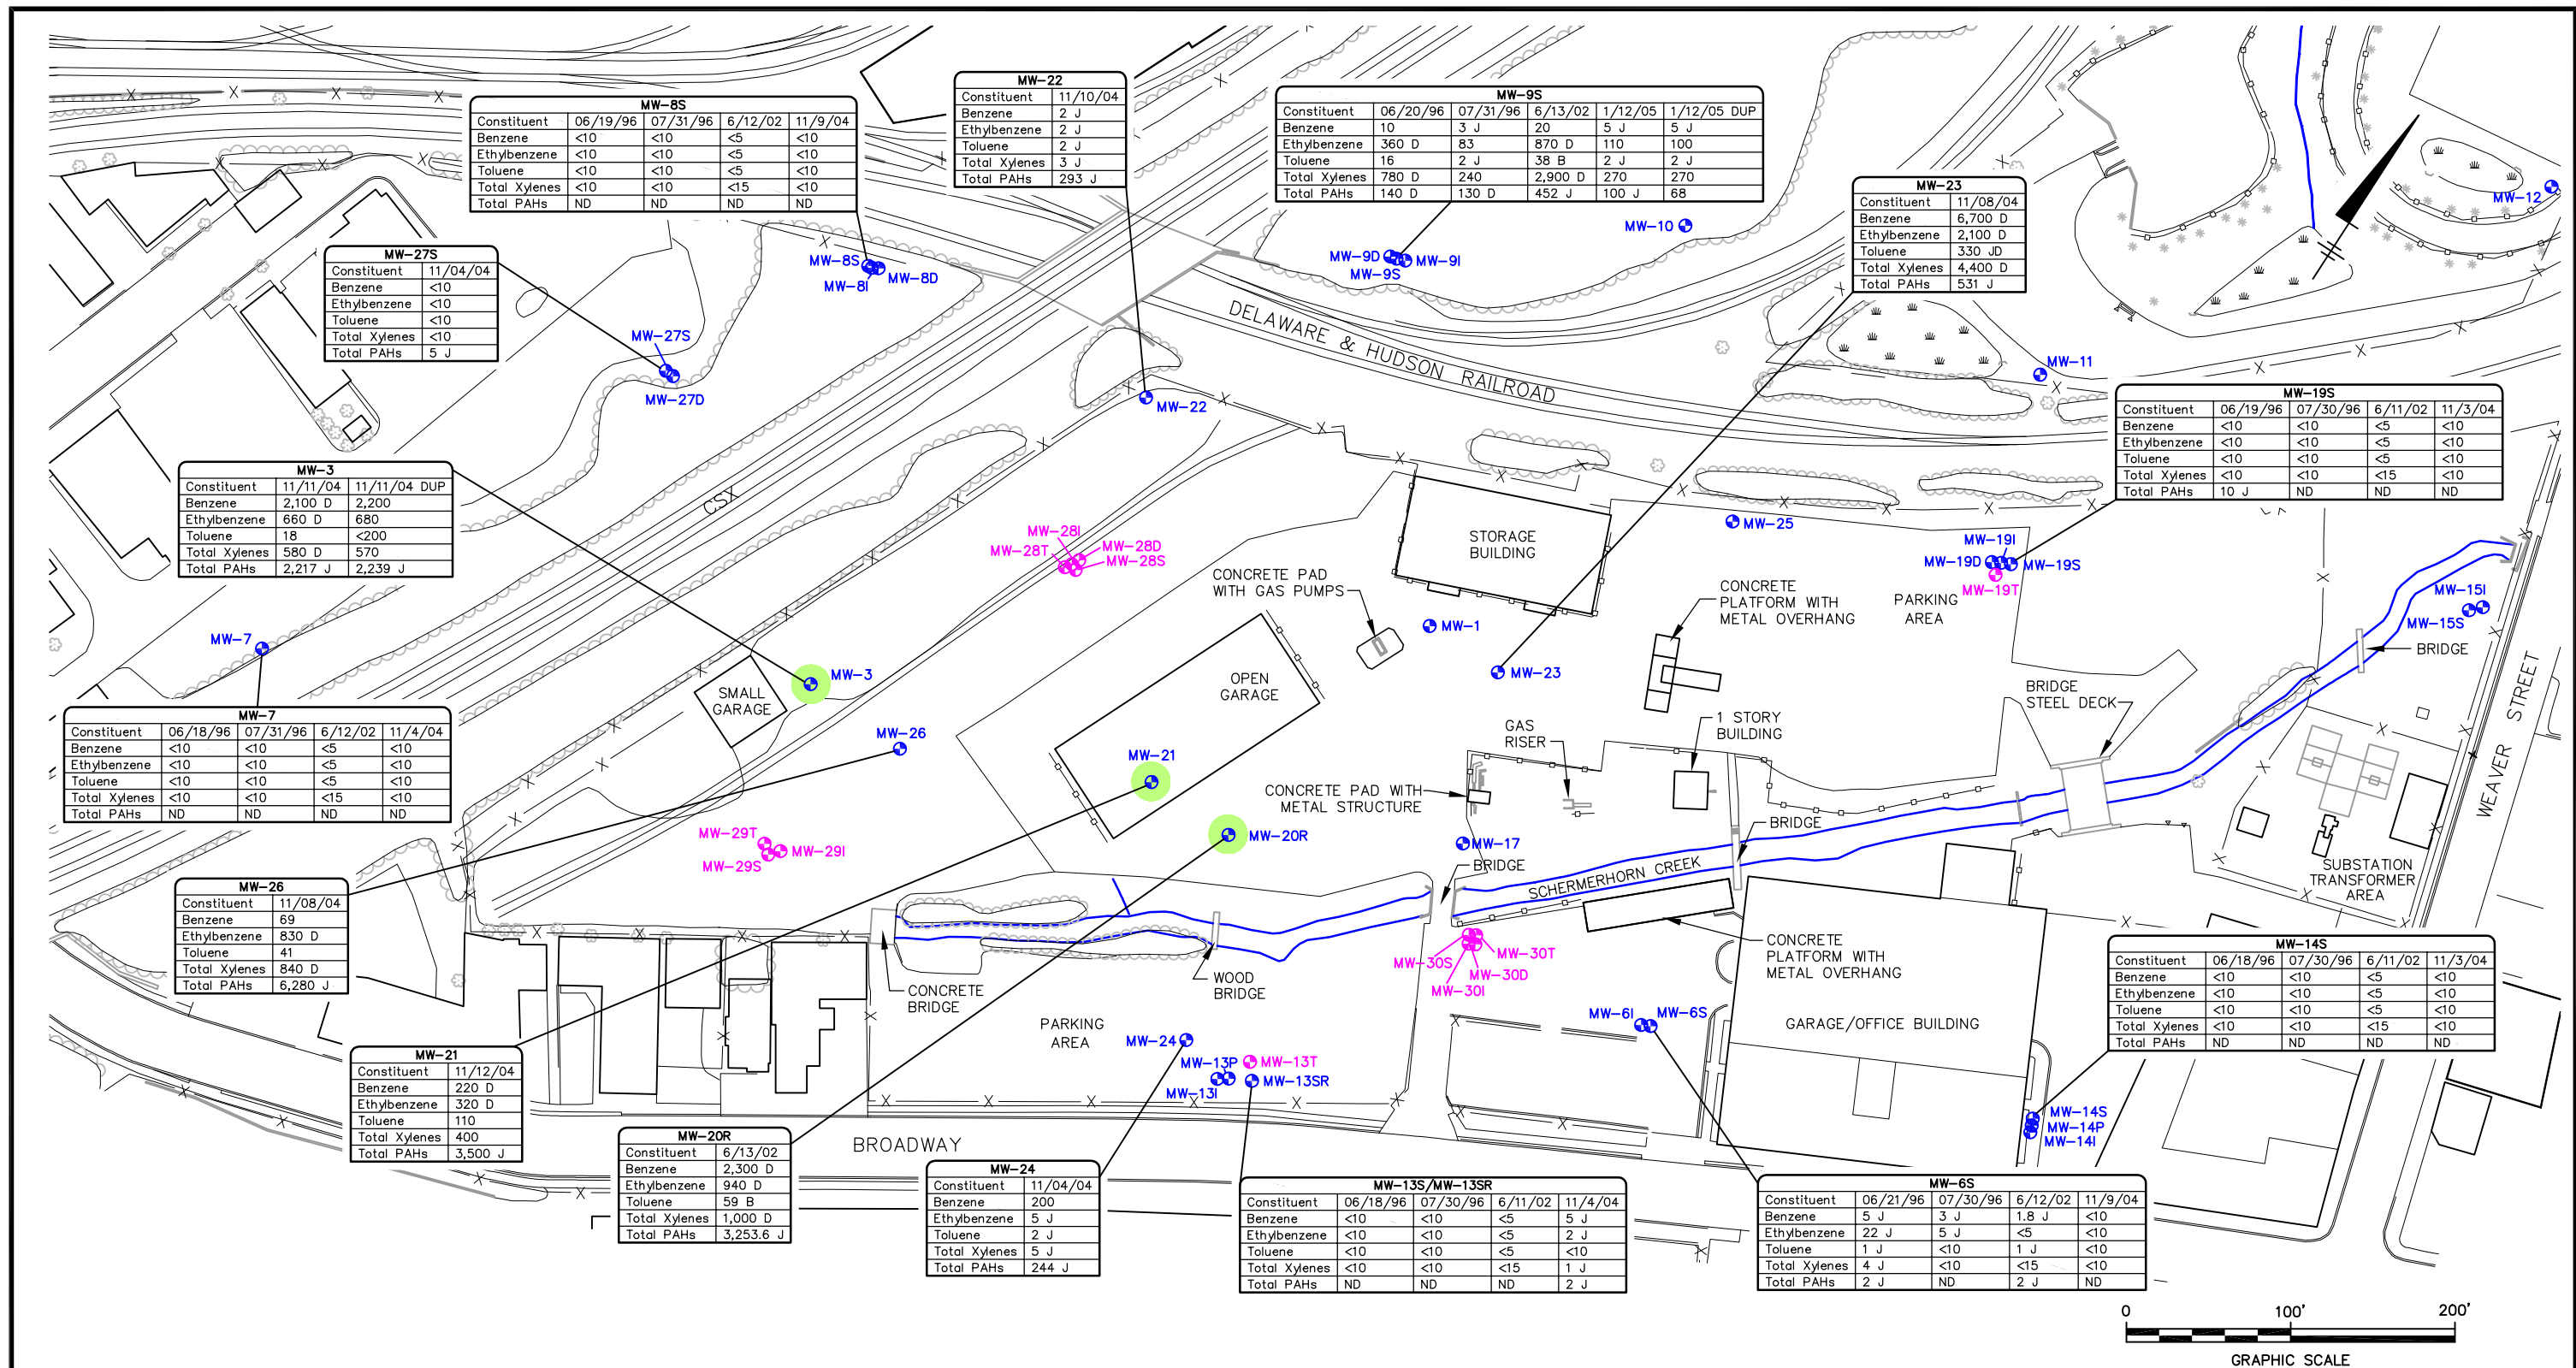 MW-22
Constituent 11/10/04
Benzene 2 J
Ethylbenzene 2 J
Toluene 2 J
Total Xylenes 3 J
Total PAHs 293 J
MW-8S
Constituent 06/19/96 07/31/96 6/12/02 11/9/04
Benzene <10 <10 <5 <10
Ethylbenzene <10 <10 <5 <10
Toluene <10 <10 <5 <10
Total Xylenes <10 <10 <15 <10
Total PAHs ND ND ND ND
MW-9S
Constituent 06/20/96 07/31/96 6/13/02 1/12/05 1/12/05 DUP
Benzene 10 3 J 20 5 J 5 J
Ethylbenzene 360 D 83 870 D 110 100
Toluene 16 2 J 38 B 2 J 2 J
Total Xylenes 780 D 240 2,900 D 270 270
Total PAHs 140 D 130 D 452 J 100 J 68
MW-23
Constituent 11/08/04
Benzene 6,700 D
Ethylbenzene 2,100 D
Toluene 330 JD
Total Xylenes 4,400 D
Total PAHs 531 J
MW-12
MW-10
MW-9D
MW-9S
MW-9I
MW-8S
MW-8I
MW-8D
MW-27S
Constituent 11/04/04
Benzene <10
Ethylbenzene <10
Toluene <10
Total Xylenes <10
Total PAHs 5 J
MW-27S
MW-27D
MW-22
DELAWARE & HUDSON RAILROAD
MW-11
MW-19S
Constituent 06/19/96 07/30/96 6/11/02 11/3/04
Benzene <10 <10 <5 <10
Ethylbenzene <10 <10 <5 <10
Toluene <10 <10 <5 <10
Total Xylenes <10 <10 <15 <10
Total PAHs 10 J ND ND ND
MW-3
Constituent 11/11/04 11/11/04 DUP
Benzene 2,100 D 2,200
Ethylbenzene 660 D 680
Toluene 18 <200
Total Xylenes 580 D 570
Total PAHs 2,217 J 2,239 J
CSX
MW-28I
MW-28T
MW-28D
MW-28S
STORAGE
BUILDING
MW-25
MW-19I
MW-19D
MW-19S
MW-19T
CONCRETE PAD
WITH GAS PUMPS
CONCRETE
PLATFORM WITH
METAL OVERHANG
PARKING
AREA
MW-15I
MW-15S
BRIDGE
MW-1
MW-7
MW-3
SMALL
GARAGE
OPEN
GARAGE
MW-23
BRIDGE
STEEL DECK
WEAVER STREET
MW-7
Constituent 06/18/96 07/31/96 6/12/02 11/4/04
Benzene <10 <10 <5 <10
Ethylbenzene <10 <10 <5 <10
Toluene <10 <10 <5 <10
Total Xylenes <10 <10 <15 <10
Total PAHs ND ND ND ND
MW-26
MW-21
GAS
RISER
1 STORY
BUILDING
CONCRETE PAD WITH
METAL STRUCTURE
MW-29T
MW-29S
MW-29I
MW-20R
MW-17
BRIDGE
BRIDGE
SCHERMERHORN CREEK
SUBSTATION
TRANSFORMER
AREA
MW-26
Constituent 11/08/04
Benzene 69
Ethylbenzene 830 D
Toluene 41
Total Xylenes 840 D
Total PAHs 6,280 J
CONCRETE
BRIDGE
WOOD
BRIDGE
MW-30S
MW-30T
MW-30D
MW-30I
CONCRETE
PLATFORM WITH
METAL OVERHANG
MW-14S
Constituent 06/18/96 07/30/96 6/11/02 11/3/04
Benzene <10 <10 <5 <10
Ethylbenzene <10 <10 <5 <10
Toluene <10 <10 <5 <10
Total Xylenes <10 <10 <15 <10
Total PAHs ND ND ND ND
PARKING
AREA
MW-24
MW-6I
MW-6S
GARAGE/OFFICE BUILDING
MW-21
Constituent 11/12/04
Benzene 220 D
Ethylbenzene 320 D
Toluene 110
Total Xylenes 400
Total PAHs 3,500 J
MW-13P
MW-13T
MW-13I
MW-13SR
MW-14S
MW-14P
MW-14I
BROADWAY
MW-20R
Constituent 6/13/02
Benzene 2,300 D
Ethylbenzene 940 D
Toluene 59 B
Total Xylenes 1,000 D
Total PAHs 3,253.6 J
MW-24
Constituent 11/04/04
Benzene 200
Ethylbenzene 5 J
Toluene 2 J
Total Xylenes 5 J
Total PAHs 244 J
MW-13S/MW-13SR
Constituent 06/18/96 07/30/96 6/11/02 11/4/04
Benzene <10 <10 <5 5 J
Ethylbenzene <10 <10 <5 2 J
Toluene <10 <10 <5 <10
Total Xylenes <10 <10 <15 1 J
Total PAHs ND ND ND 2 J
MW-6S
Constituent 06/21/96 07/30/96 6/12/02 11/9/04
Benzene 5 J 3 J 1.8 J <10
Ethylbenzene 22 J 5 J <5 <10
Toluene 1 J <10 1 J <10
Total Xylenes 4 J <10 <15 <10
Total PAHs 2 J ND 2 J ND
0 100' 200'
GRAPHIC SCALE